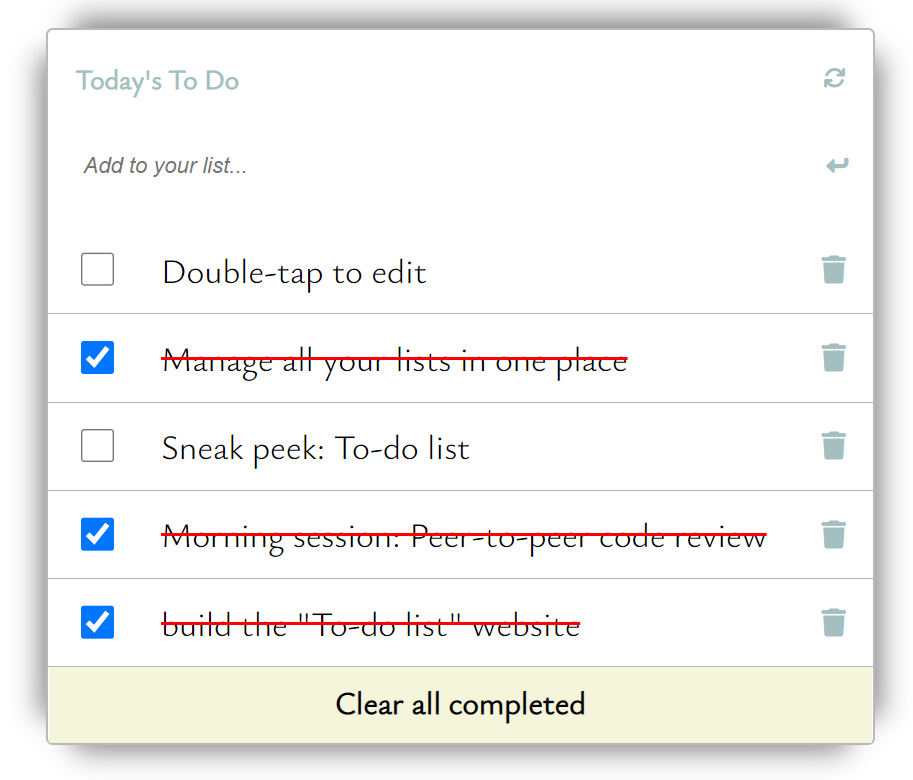 Today's To Do
Add to your list...
Double-tap to edit
Manage all your lists in one place
Sneak peek: To-do list
Morning session: Peer-to-peer code review
build the "To-do list" website
Clear all completed